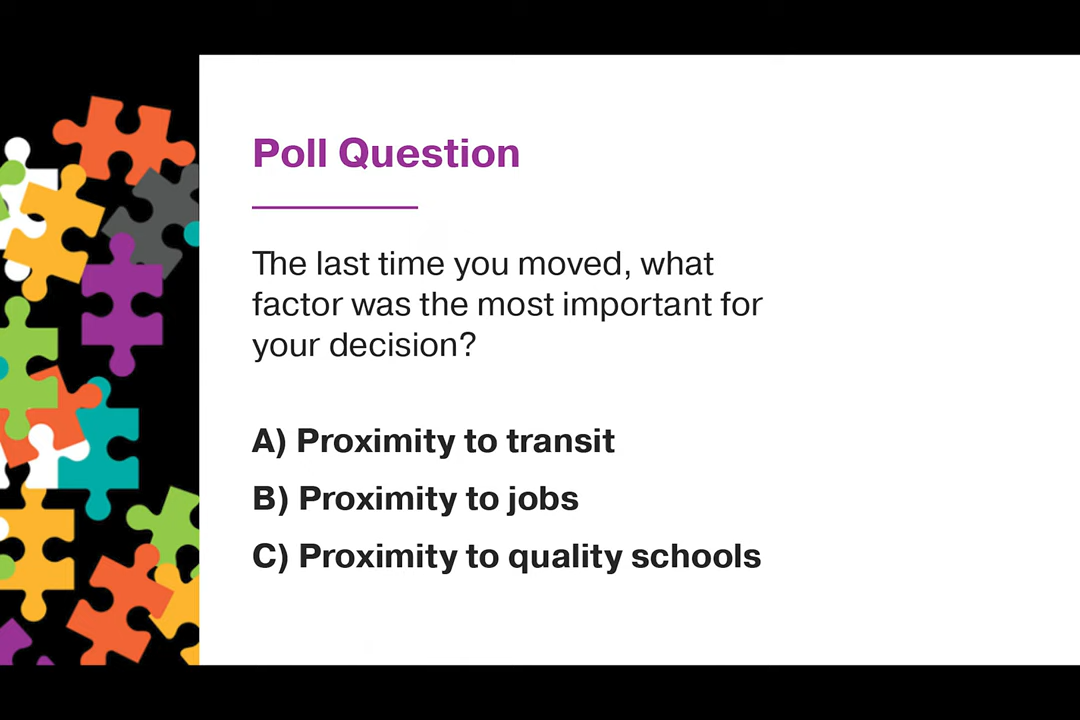 Poll Question
The last time you moved, what
factor was the most important for
your decision?
A) Proximity to transit
B) Proximity to jobs
C) Proximity to quality schools